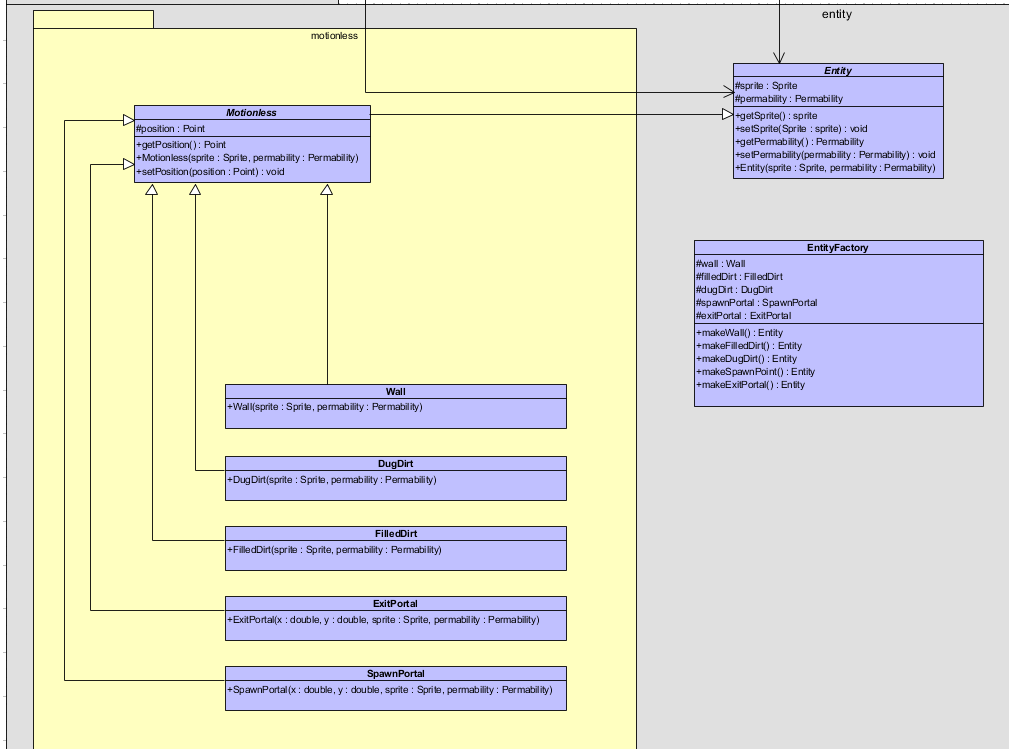 entity
motionless
Entity
#sprite : Sprite
#permability : Permability
+getSprite() : sprite
+setSprite(Sprite : sprite) : void
+getPermability() : Permability
+setPermability(permability : Permability) : void
+Entity(sprite : Sprite, permability : Permability)
Motionless
#position : Point
+getPosition() : Point
+Motionless(sprite : Sprite, permability : Permability)
+setPosition(position : Point) : void
EntityFactory
#wall : Wall
#filledDirt : FilledDirt
#dugDirt : DugDirt
#spawnPortal : SpawnPortal
#exitPortal : ExitPortal
+makeWall() : Entity
+makeFilledDirt() : Entity
+makeDugDirt() : Entity
+makeSpawnPoint() : Entity
+makeExitPortal() : Entity
Wall
+Wall(sprite : Sprite, permability : Permability)
DugDirt
+DugDirt(sprite : Sprite, permability : Permability)
FilledDirt
+FilledDirt(sprite : Sprite, permability : Permability)
ExitPortal
+ExitPortal(x : double, y : double, sprite : Sprite, permability : Permability)
SpawnPortal
+SpawnPortal(x : double, y : double, sprite : Sprite, permability : Permability)